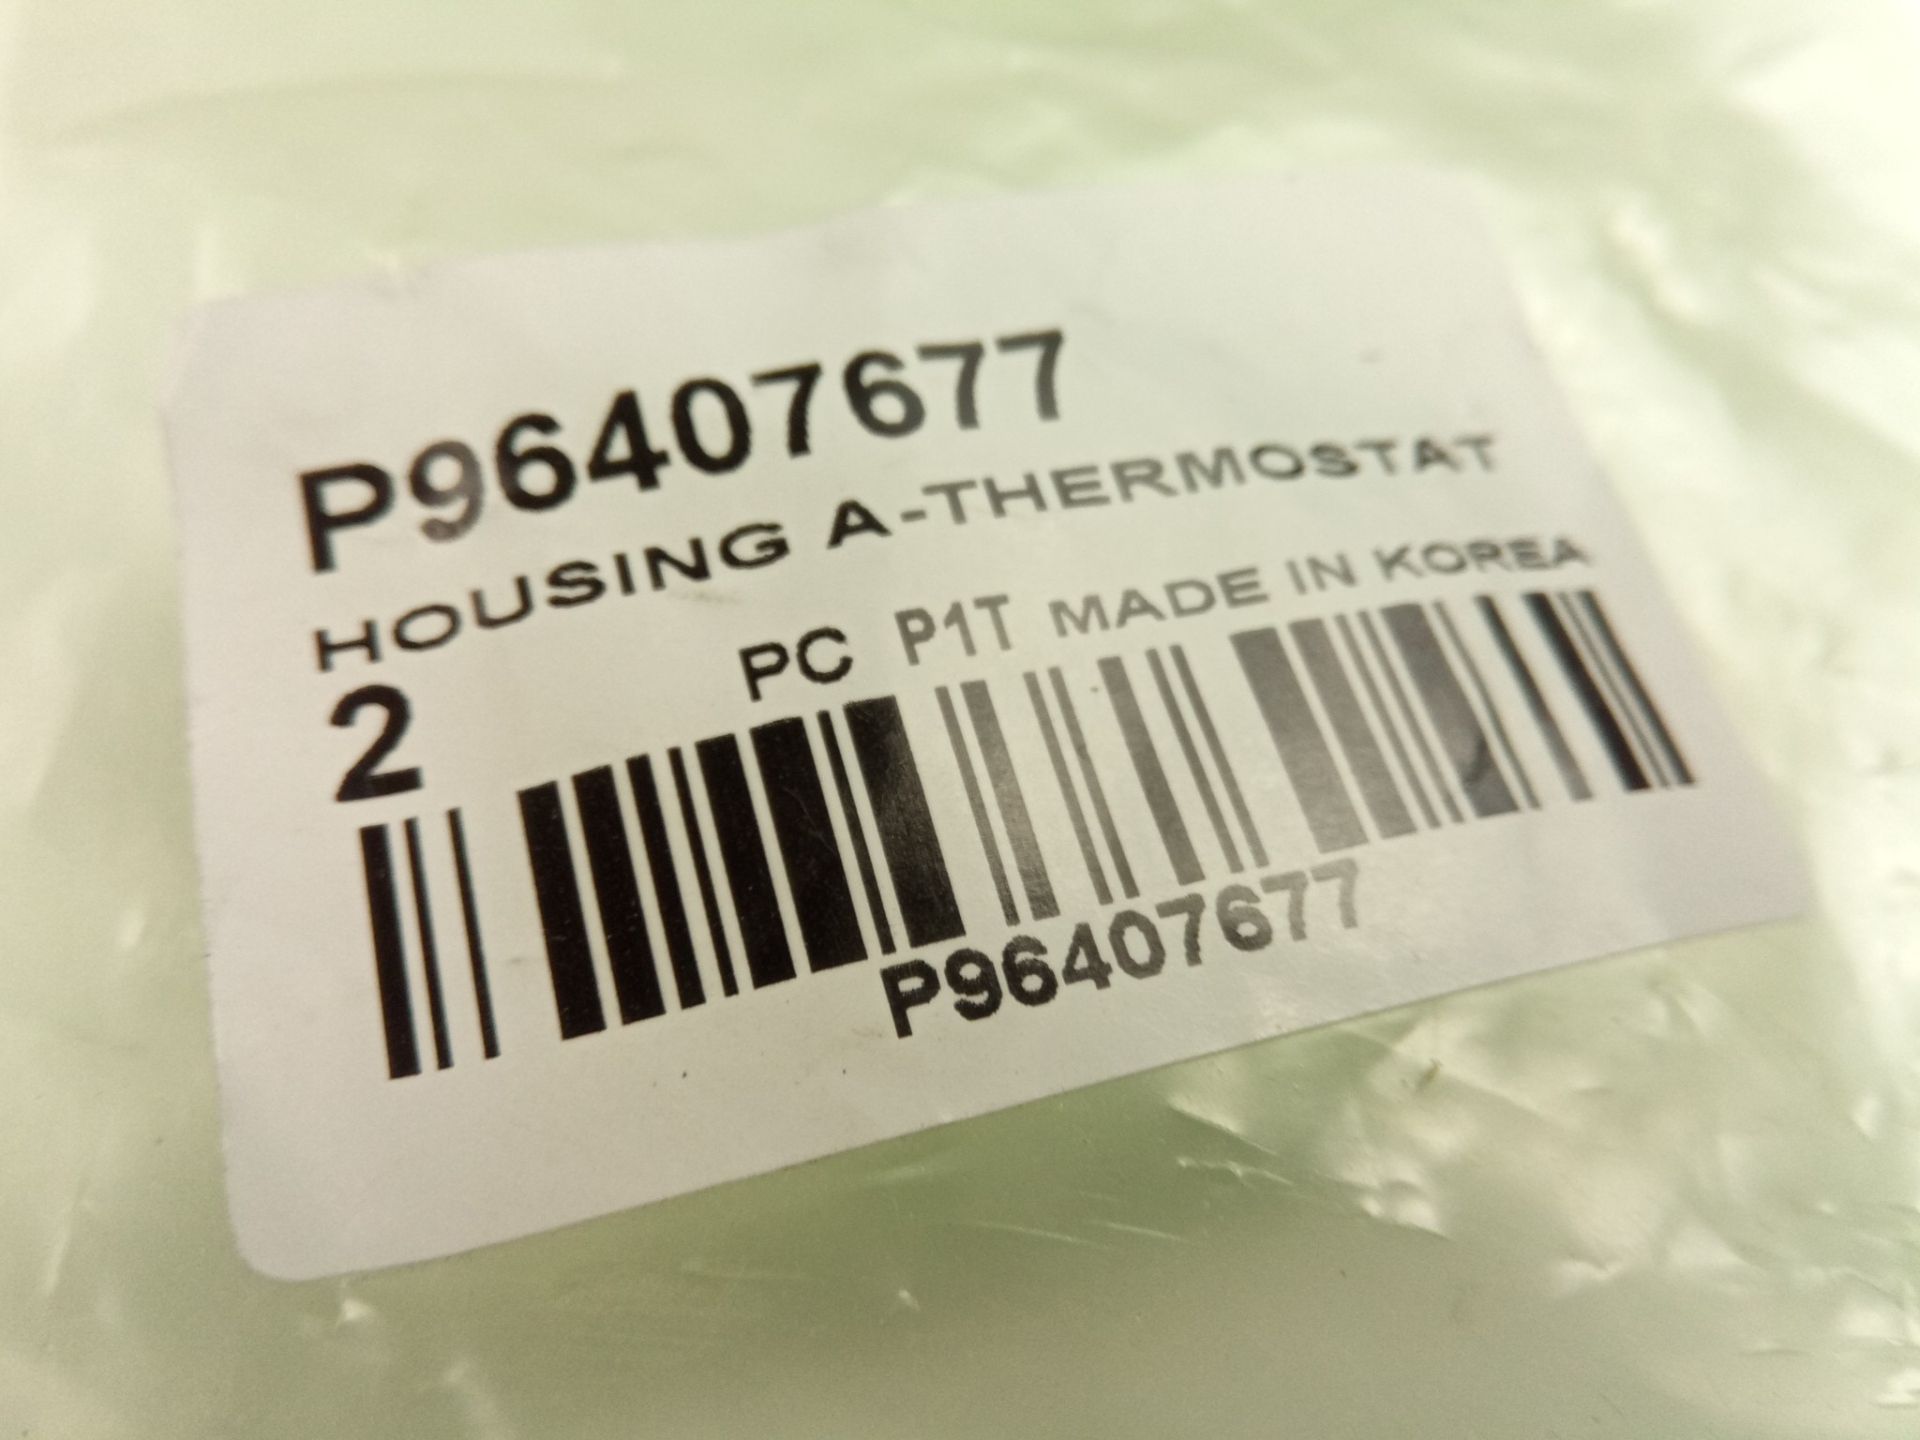 P96407677
HOUSING A-THERMOSTAT
2 PC P1T MADE IN KOREA
P96407677